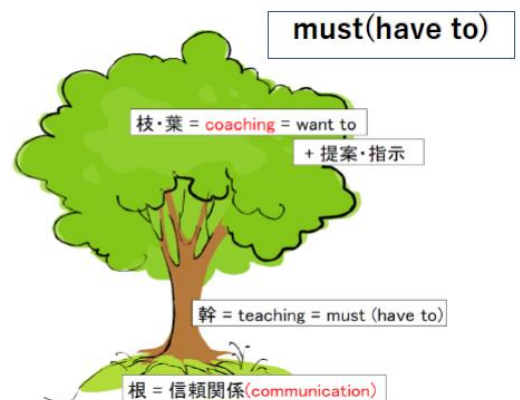 must(have to)
枝・葉 = coaching = want to
+ 提案・指示
幹 = teaching = must (have to)
根 = 信頼関係(communication)